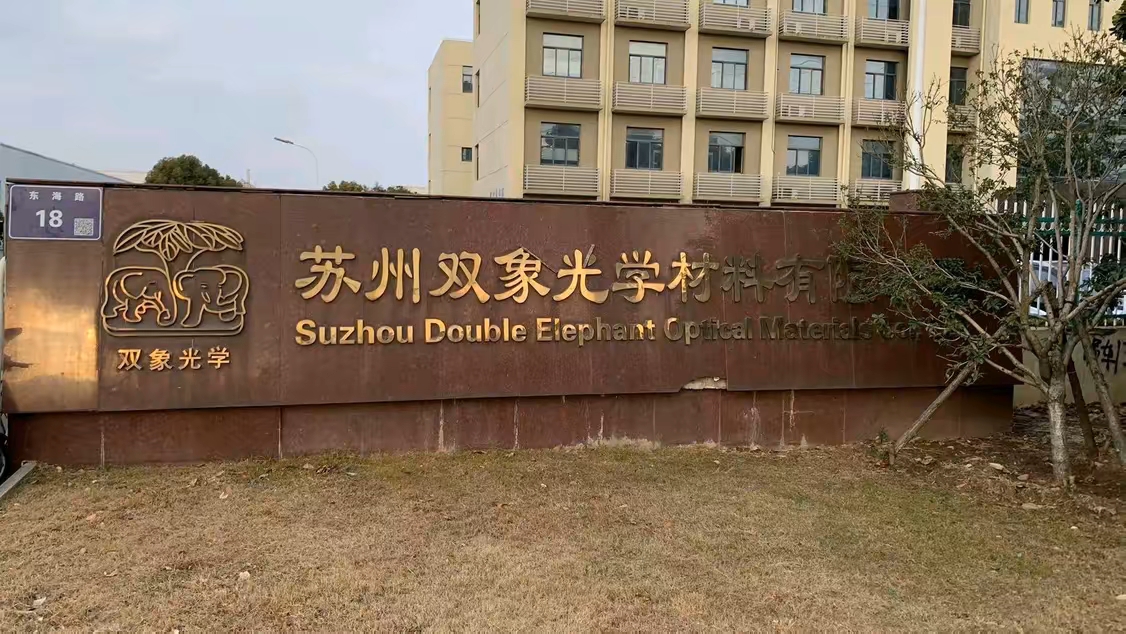 东海路
18
双象光学
苏州双象光学材料有限
Suzhou Double Elephant Optical Materials